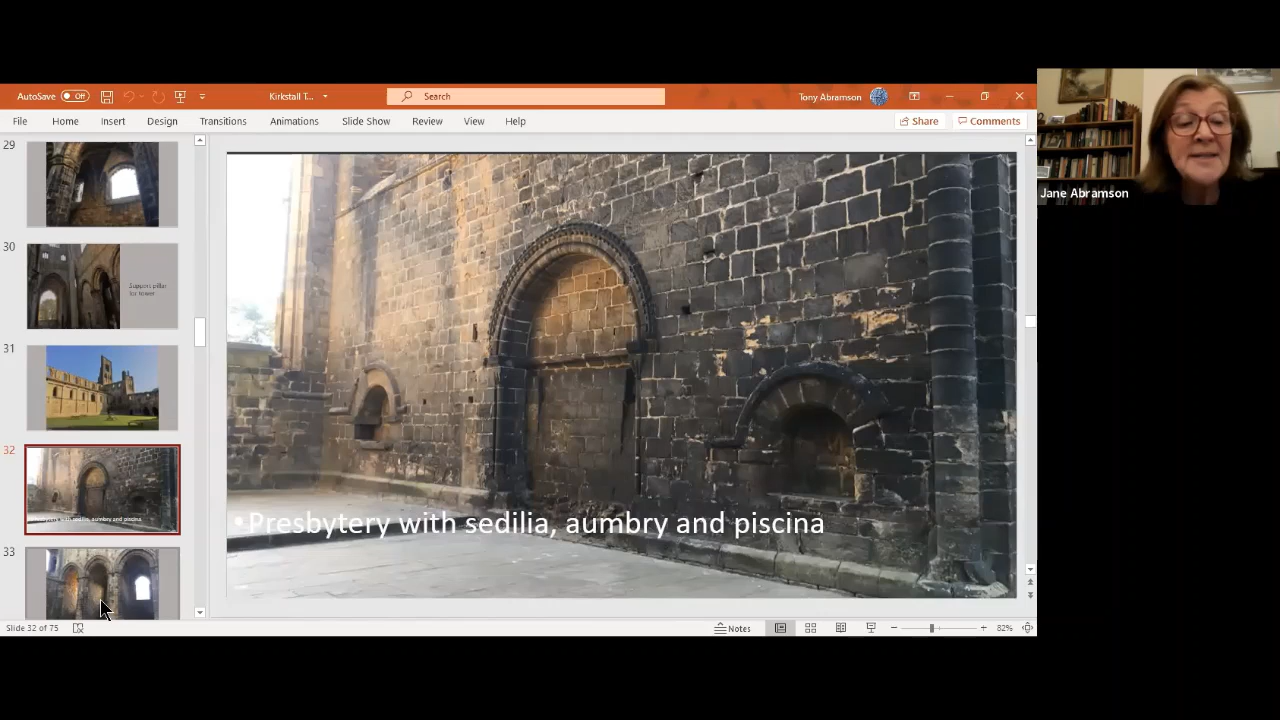 AutoSave Off
Kirkstall T...
Search
Tony Abramson
File Home Insert Design Transitions Animations Slide Show Review View Help
Share Comments
29
30
Support pillar
for tower
31
32
33
• Presbytery with sedilia, aumbry and piscina
Slide 32 of 75
Notes
82%
Jane Abramson